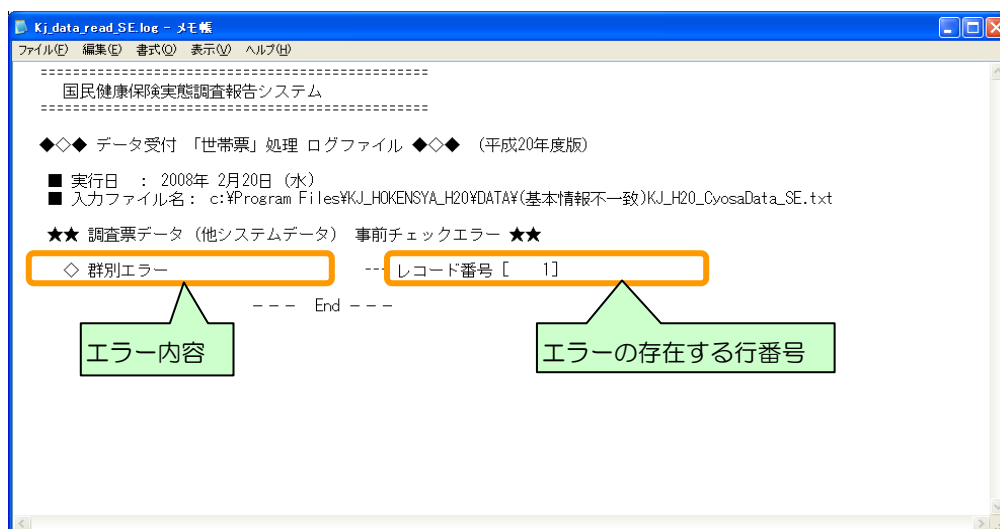 Kj_data_read_SE.log - メモ帳
ファイル(F) 編集(E) 書式(O) 表示(V) ヘルプ(H)
================================================
国民健康保険実態調査報告システム
================================================
◆◇◆ データ受付 「世帯票」処理 ログファイル ◆◇◆ (平成20年度版)
■ 実行日 : 2008年 2月20日 (水)
■ 入力ファイル名: c:¥Program Files¥KJ_HOKENSYA_H20¥DATA¥(基本情報不一致)KJ_H20_CyosaData_SE.txt
★★ 調査票データ (他システムデータ) 事前チェックエラー ★★
◇ 群別エラー --- レコード番号 [ 1]
--- End ---
エラー内容
エラーの存在する行番号